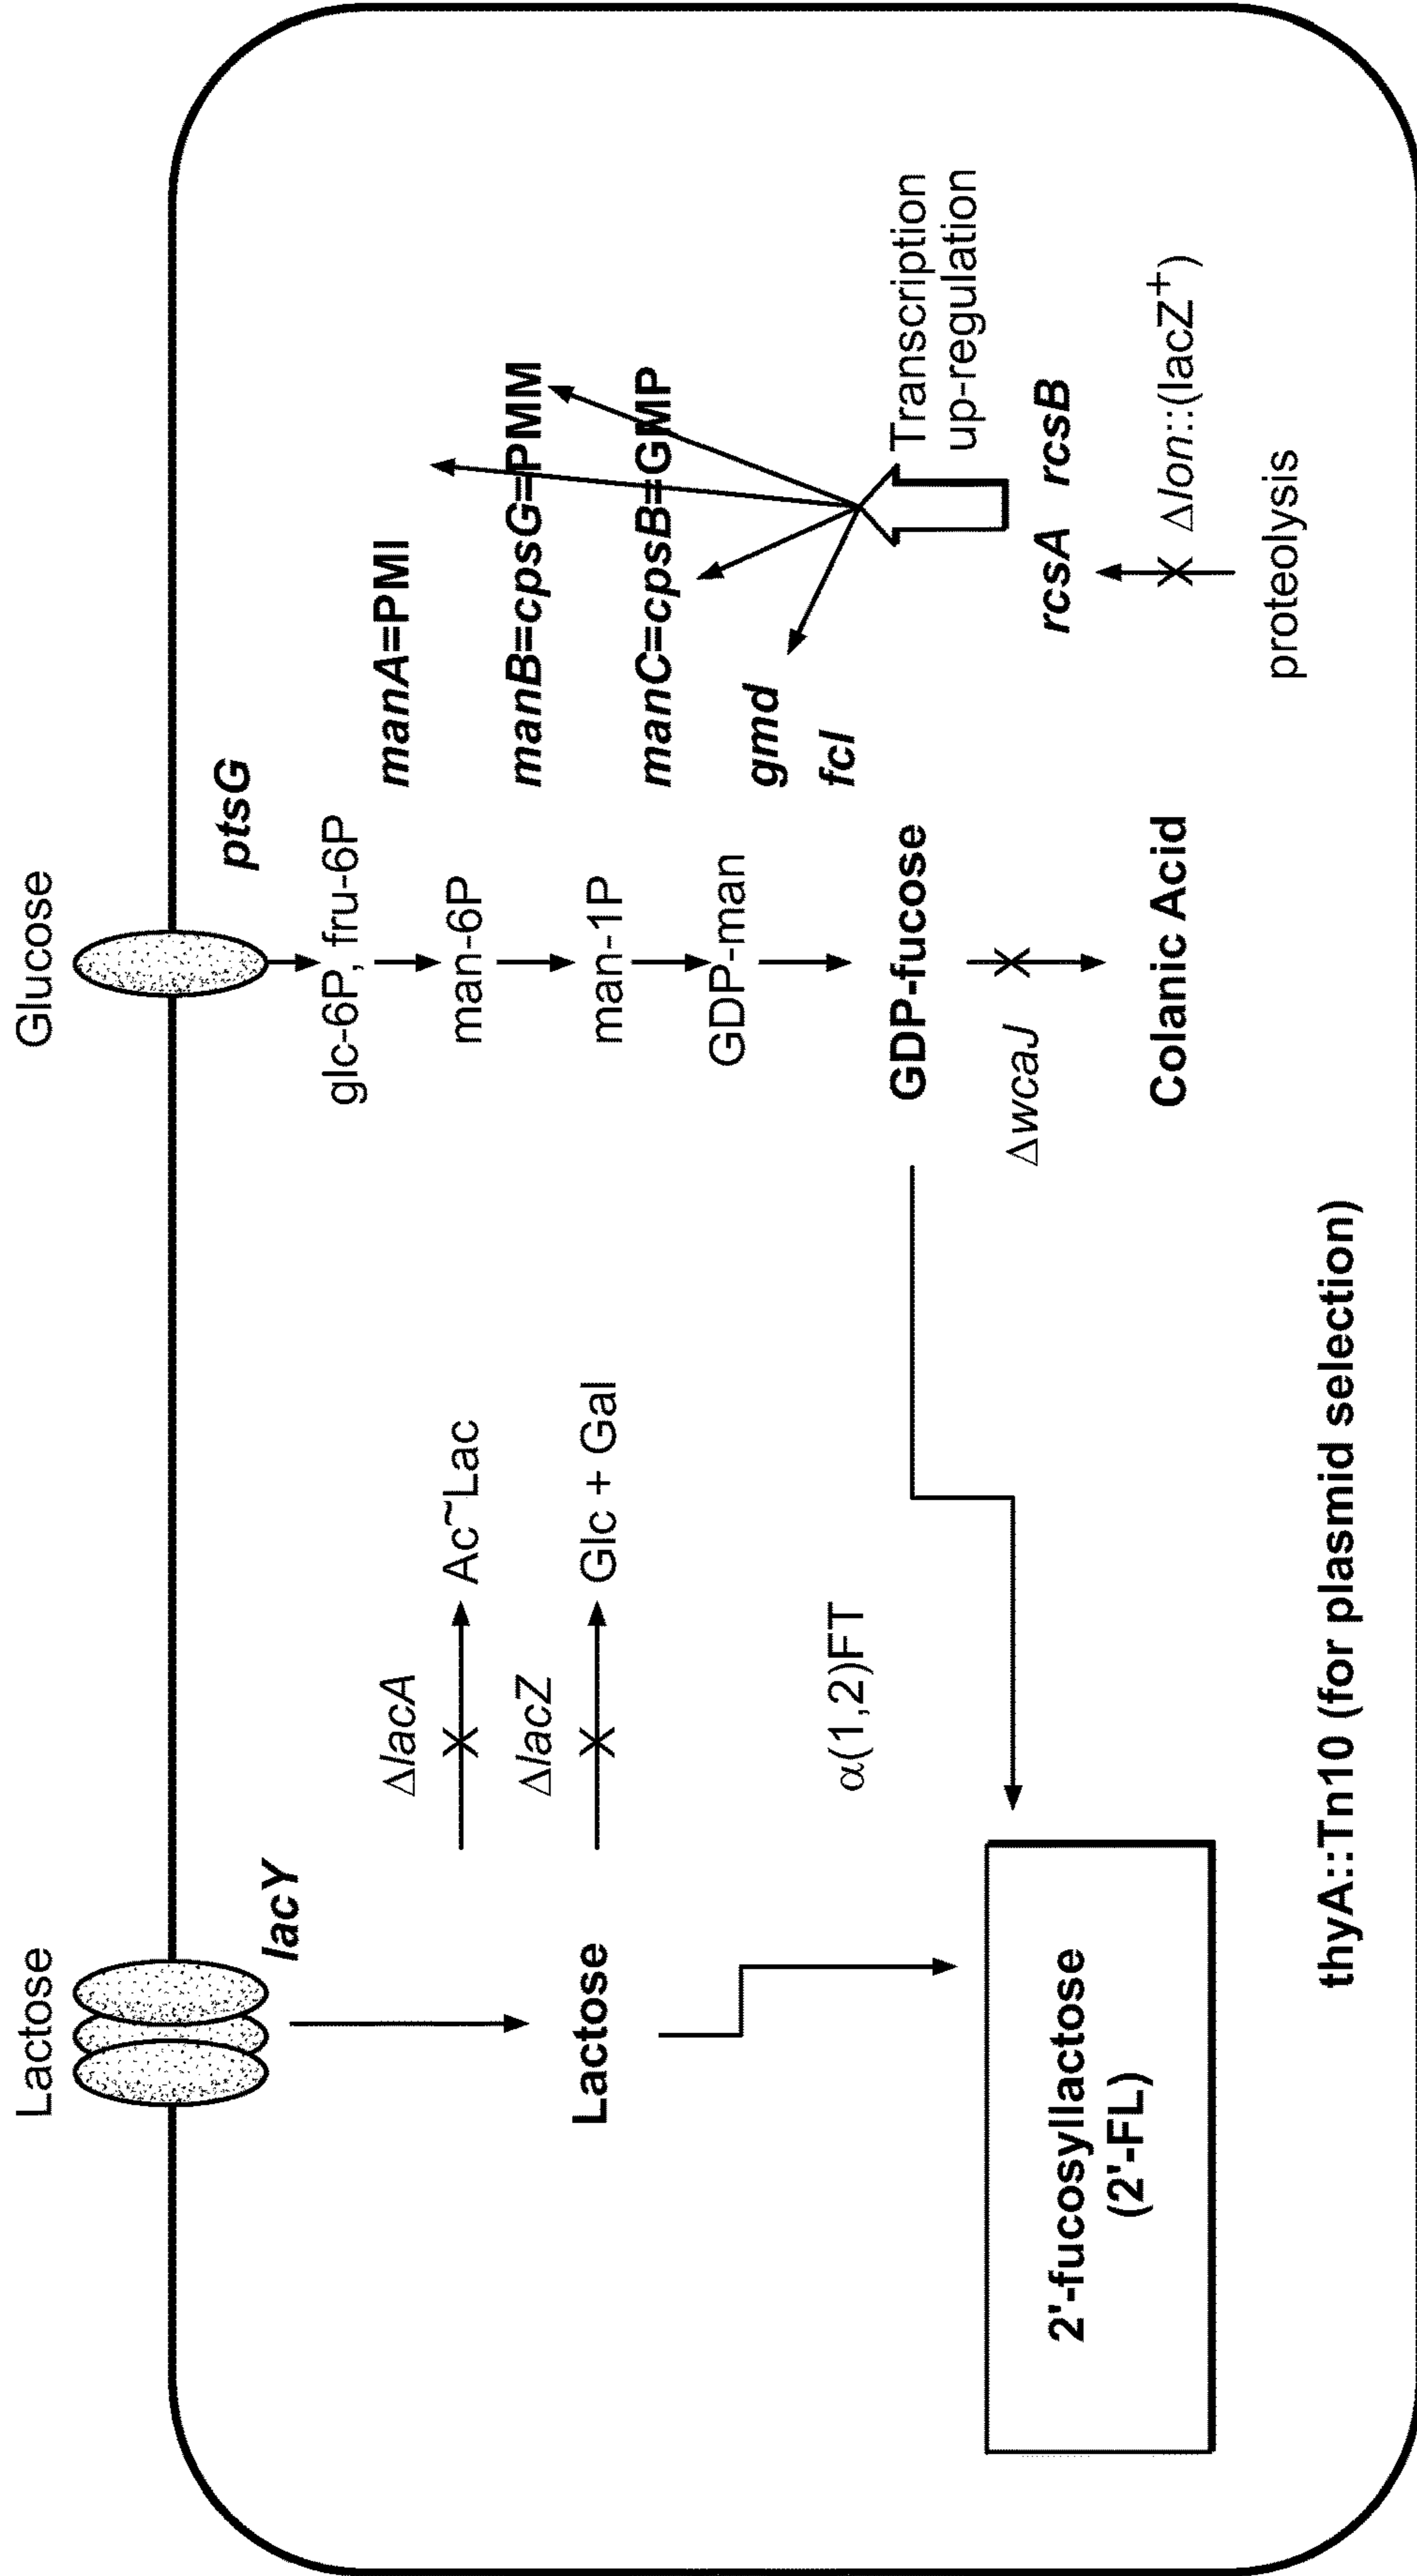 Lactose
Glucose
lacY
ptsG
glc-6P, fru-6P
manA=PMI
ΔlacA
Ac~Lac
man-6P
manB=cpsG=PMM
ΔlacZ
Lactose
Glc + Gal
man-1P
manC=cpsB=GMP
GDP-man
gmd
fcl
α(1,2)FT
GDP-fucose
Transcription
up-regulation
ΔwcaJ
rcsA rcsB
2'-fucosyllactose
(2'-FL)
Colanic Acid
Δlon::(lacZ+)
proteolysis
thyA::Tn10 (for plasmid selection)